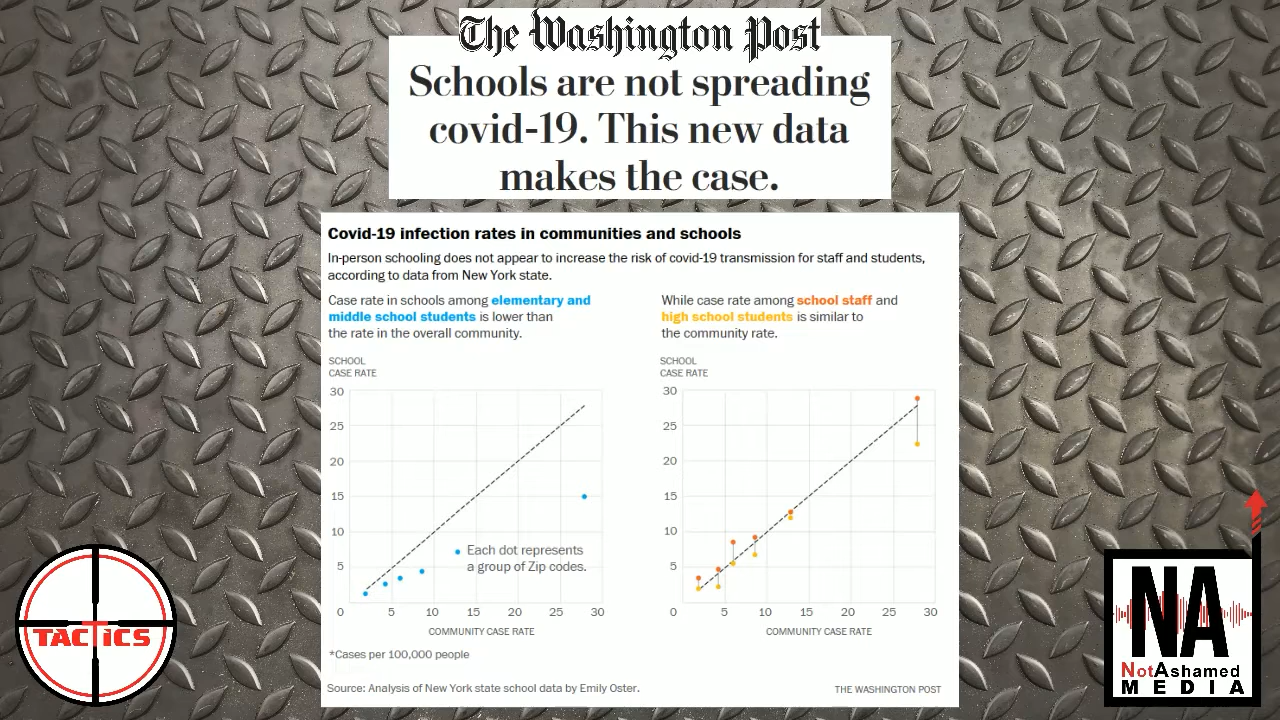 The Washington Post
Schools are not spreading
covid-19. This new data
makes the case.
Covid-19 infection rates in communities and schools
In-person schooling does not appear to increase the risk of covid-19 transmission for staff and students,
according to data from New York state.
Case rate in schools among elementary and
middle school students is lower than
the rate in the overall community.
SCHOOL
CASE RATE
30
25
20
15
10
5
0 5 10 15 20 25 30
Each dot represents
a group of Zip codes.
COMMUNITY CASE RATE
While case rate among school staff and
high school students is similar to
the community rate.
SCHOOL
CASE RATE
30
25
20
15
10
5
0 5 10 15 20 25 30
COMMUNITY CASE RATE
*Cases per 100,000 people
Source: Analysis of New York state school data by Emily Oster.
THE WASHINGTON POST
TACTICS
NA
NotAshamed
MEDIA